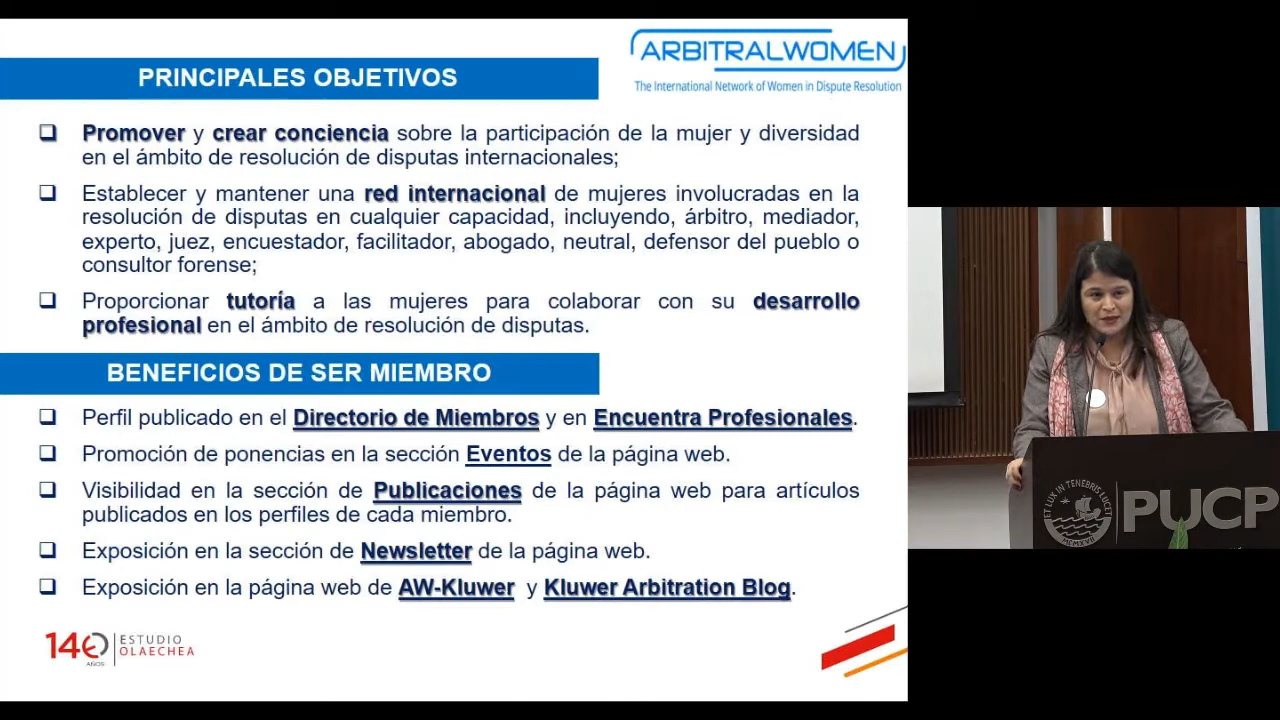 ARBITRALWOMEN
The International Network of Women in Dispute Resolution
PRINCIPALES OBJETIVOS
❑ Promover y crear conciencia sobre la participación de la mujer y diversidad
en el ámbito de resolución de disputas internacionales;
❑ Establecer y mantener una red internacional de mujeres involucradas en la
resolución de disputas en cualquier capacidad, incluyendo, árbitro, mediador,
experto, juez, encuestador, facilitador, abogado, neutral, defensor del pueblo o
consultor forense;
❑ Proporcionar tutoría a las mujeres para colaborar con su desarrollo
profesional en el ámbito de resolución de disputas.
BENEFICIOS DE SER MIEMBRO
❑ Perfil publicado en el Directorio de Miembros y en Encuentra Profesionales.
❑ Promoción de ponencias en la sección Eventos de la página web.
❑ Visibilidad en la sección de Publicaciones de la página web para artículos
publicados en los perfiles de cada miembro.
❑ Exposición en la sección de Newsletter de la página web.
❑ Exposición en la página web de AW-Kluwer y Kluwer Arbitration Blog.
140 AÑOS
ESTUDIO
OLAECHEA
ET LUX IN TENEBRIS LUCET
MCMXVII
PUCP